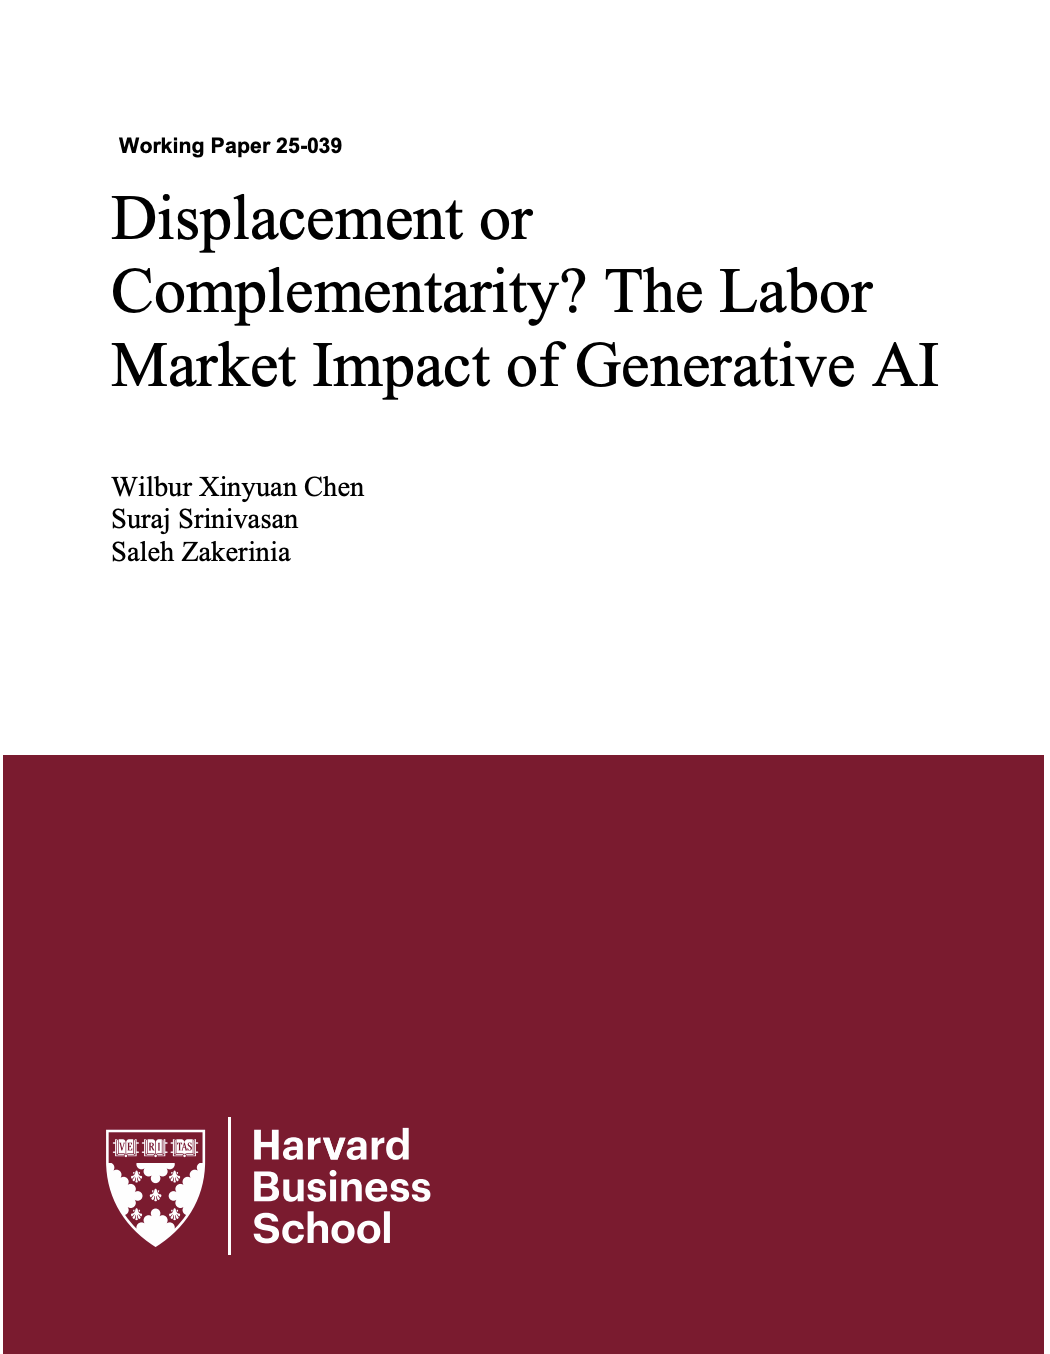 Working Paper 25-039
Displacement or
Complementarity? The Labor
Market Impact of Generative AI
Wilbur Xinyuan Chen
Suraj Srinivasan
Saleh Zakerinia
VE RI TAS
Harvard
Business
School